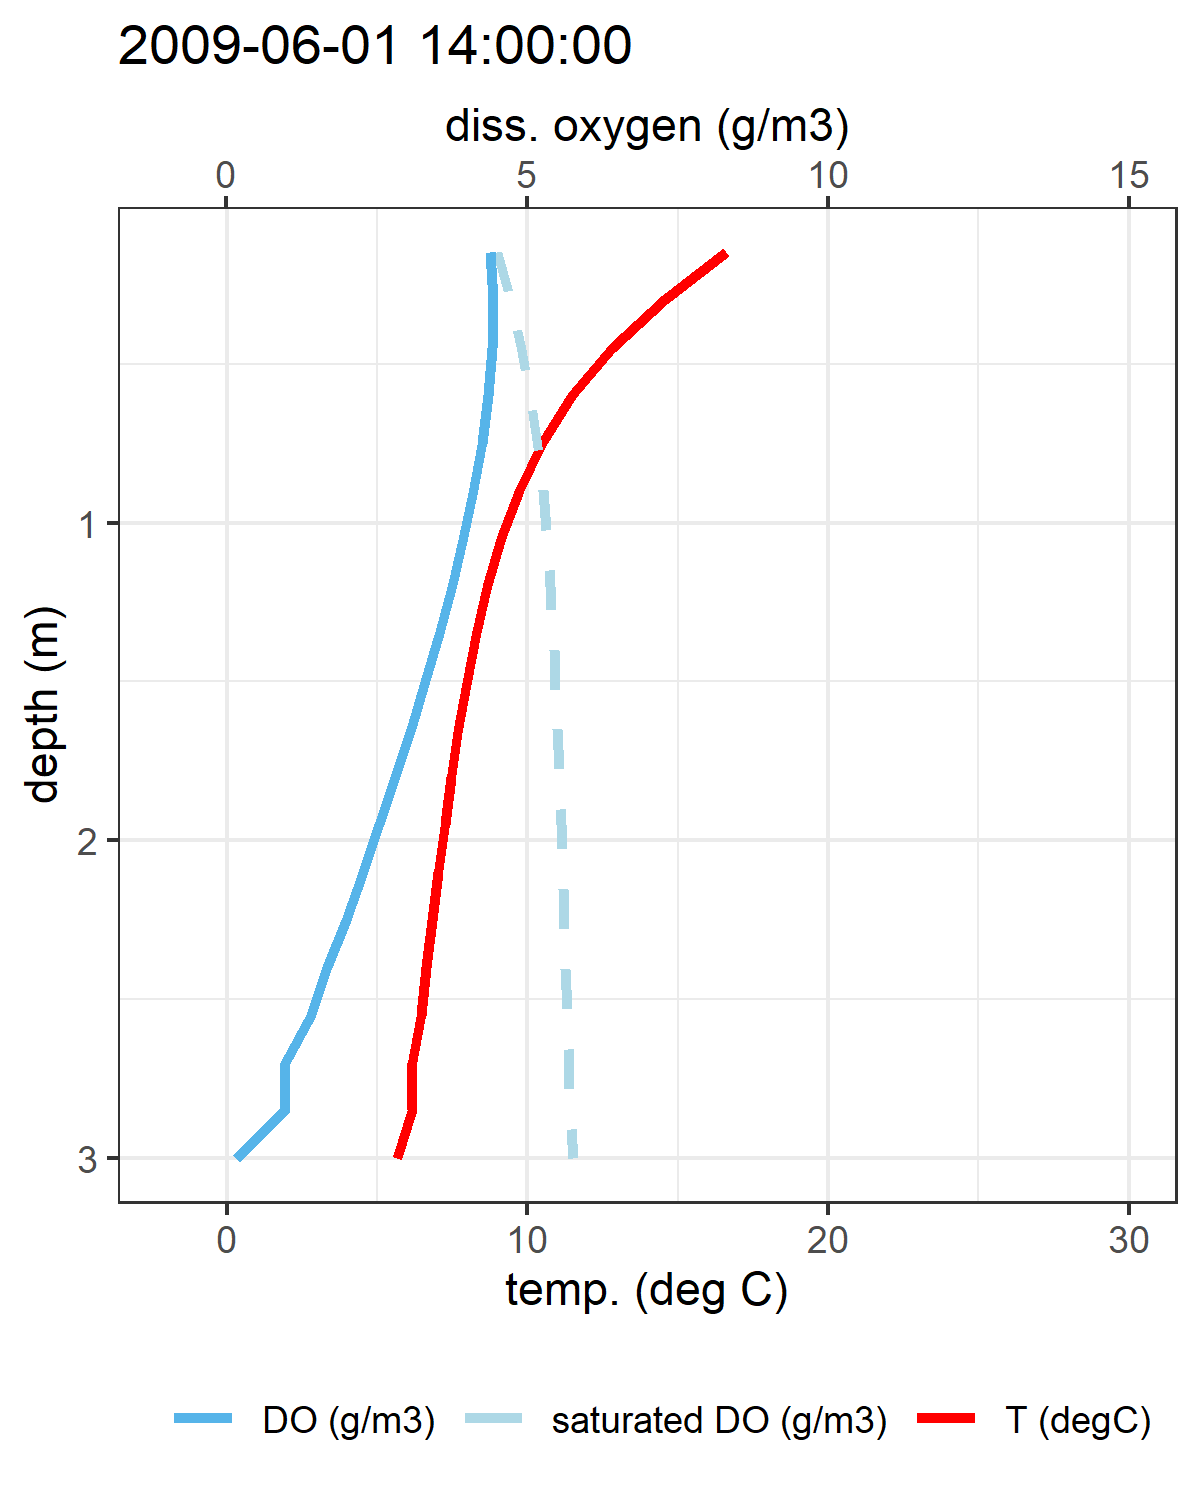 2009-06-01 14:00:00
diss. oxygen (g/m3)
0 5 10 15
depth (m)
1
2
3
0 10 20 30
temp. (deg C)
DO (g/m3) saturated DO (g/m3) T (degC)